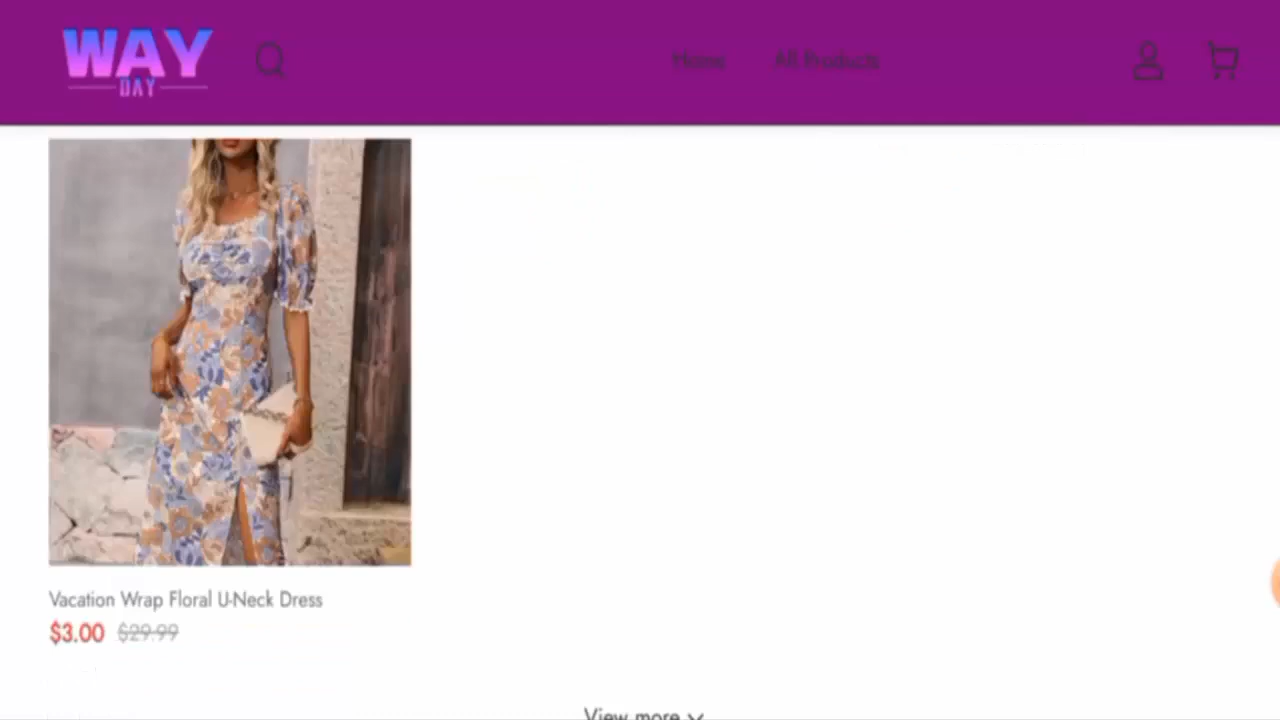 WAY
DAY
Home All Products
Vacation Wrap Floral U-Neck Dress
$3.00 $29.99
View more